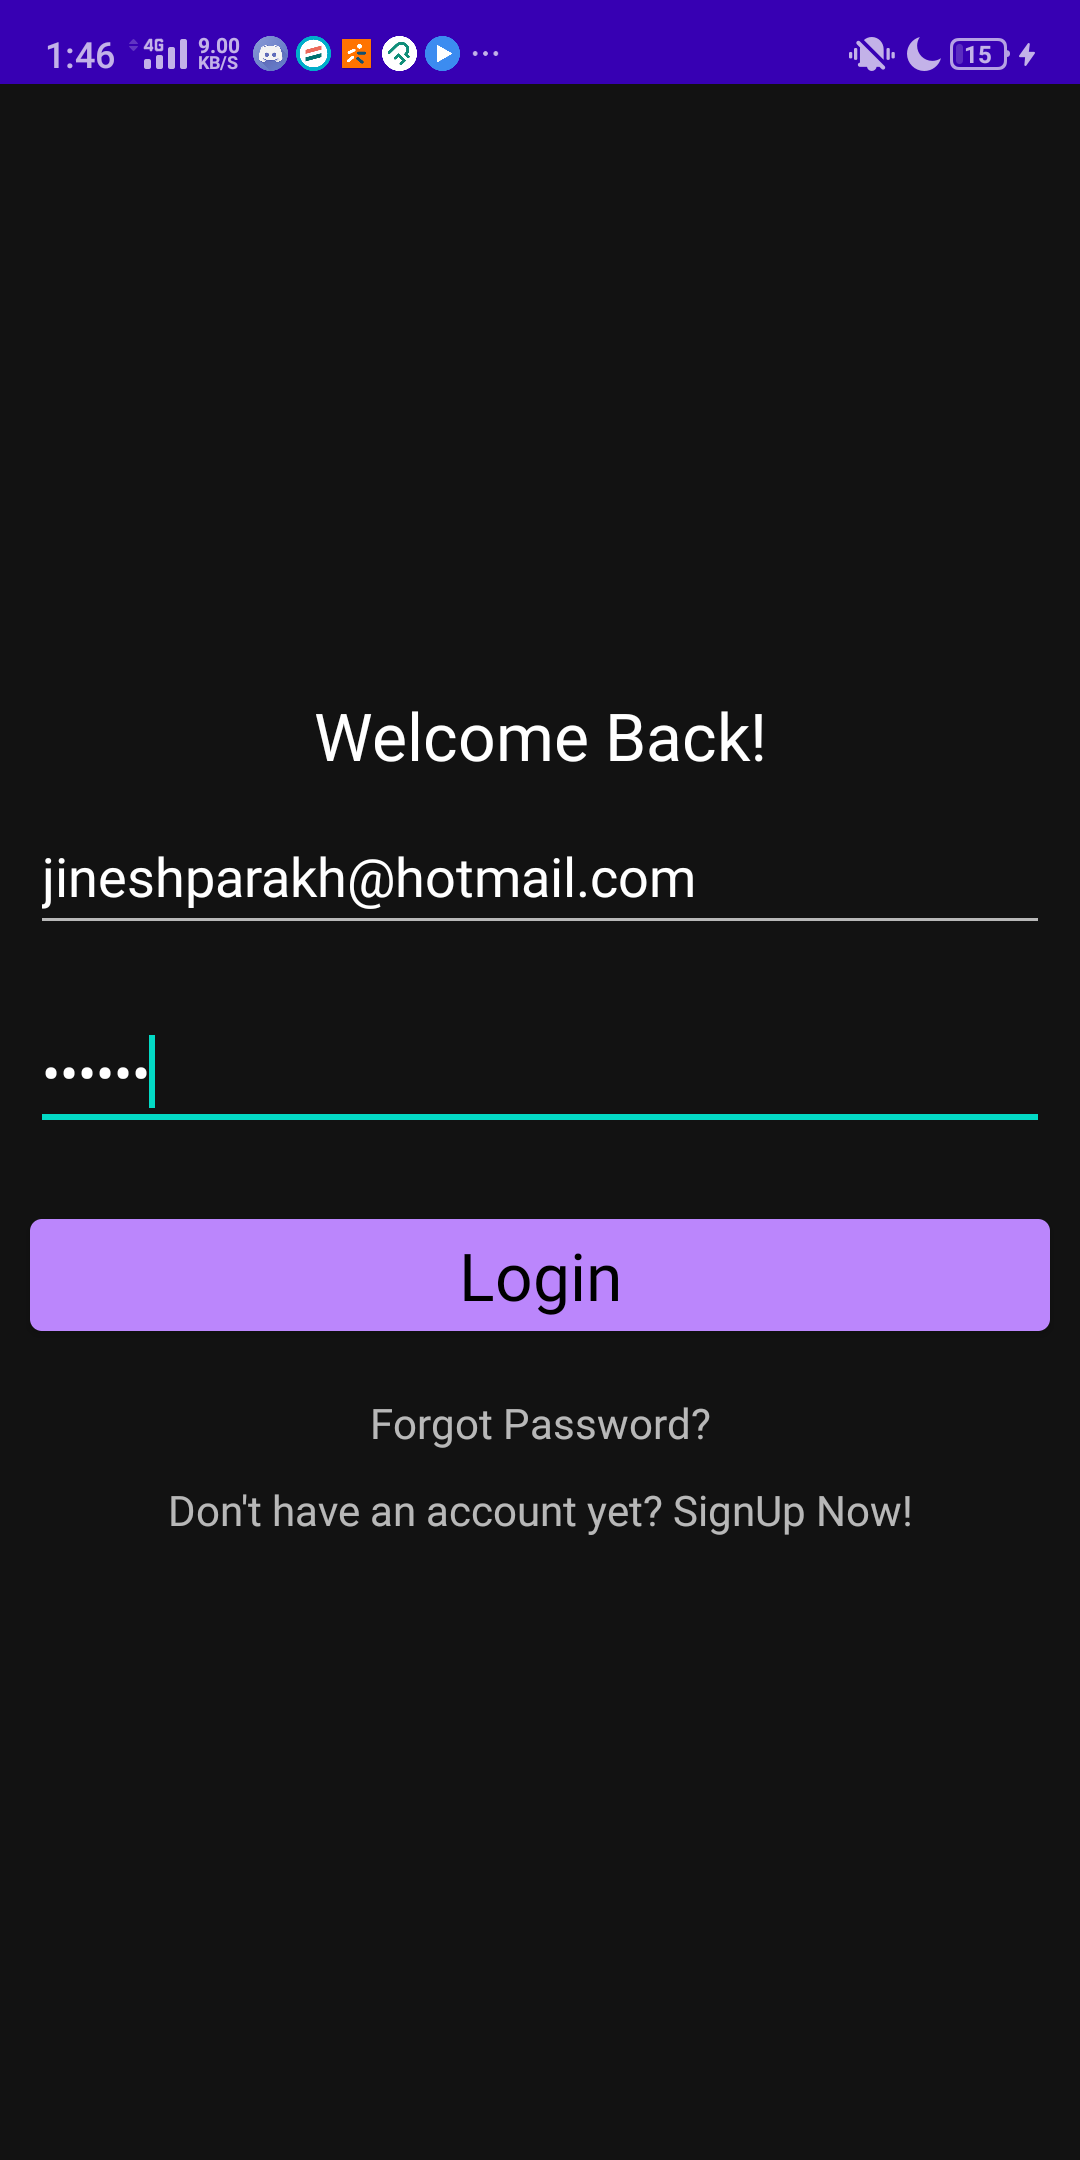 1:46 4G 9.00 KB/S ... 15
Welcome Back!
jineshparakh@hotmail.com
••••••
Login
Forgot Password?
Don't have an account yet? SignUp Now!